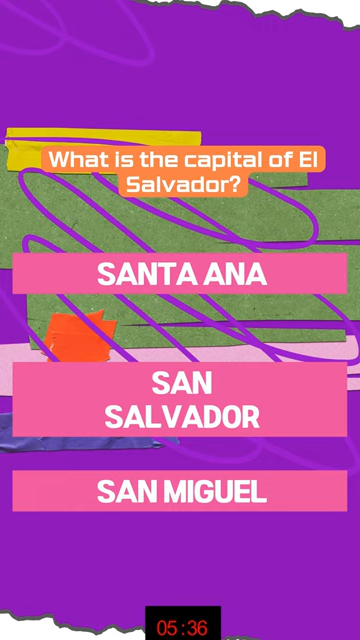 What is the capital of El
Salvador?
SANTA ANA
SAN
SALVADOR
SAN MIGUEL
05:36